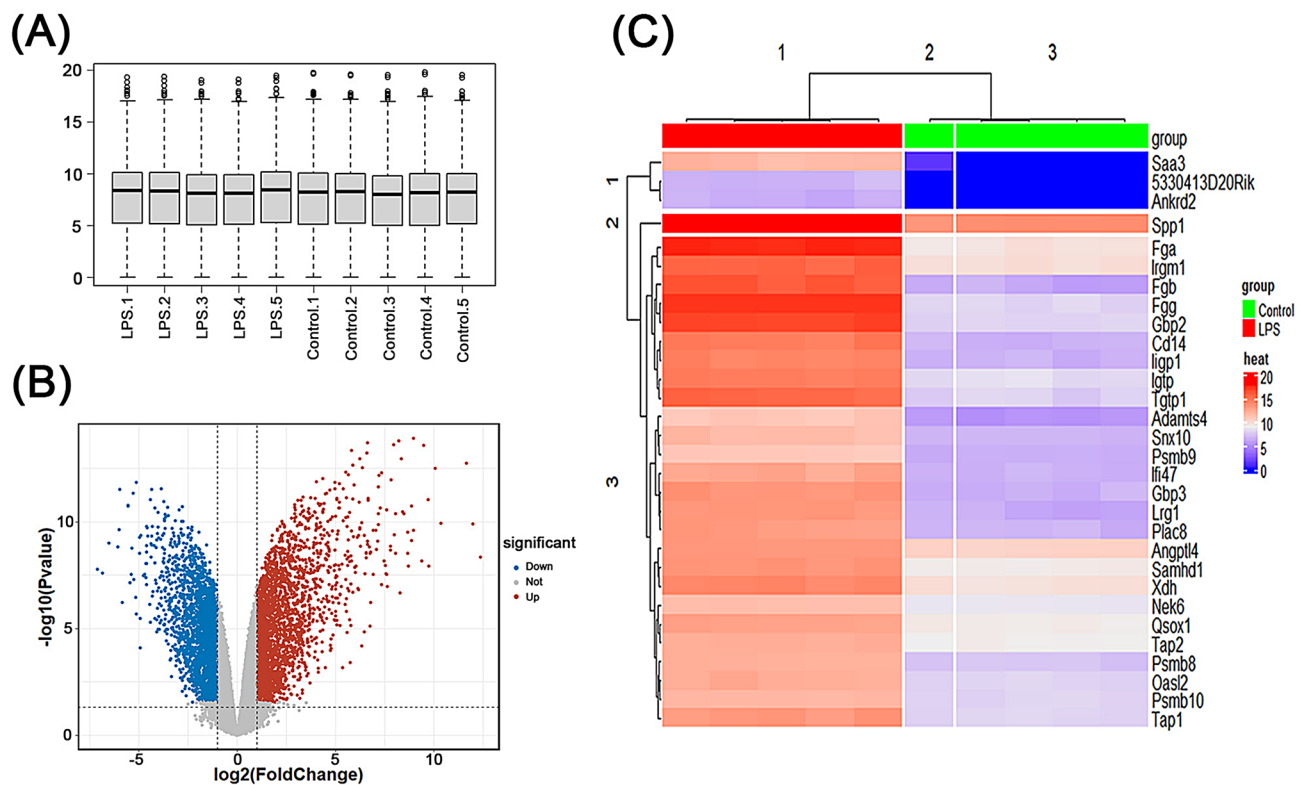 (A)
20
15
10
5
0
LPS.1
LPS.2
LPS.3
LPS.4
LPS.5
Control.1
Control.2
Control.3
Control.4
Control.5
(B)
-log10(Pvalue)
10
5
0
-5
0
5
10
log2(FoldChange)
significant
Down
Not
Up
(C)
1
2
3
group
1
2
3
Saa3
5330413D20Rik
Ankrd2
Spp1
Fga
Irgm1
Fgb
Fgg
Gbp2
Cd14
Iigp1
Igtp
Tgtp1
Adamts4
Snx10
Psmb9
Ifi47
Gbp3
Lrg1
Plac8
Angptl4
Samhd1
Xdh
Nek6
Qsox1
Tap2
Psmb8
Oasl2
Psmb10
Tap1
group
Control
LPS
heat
20
15
10
5
0